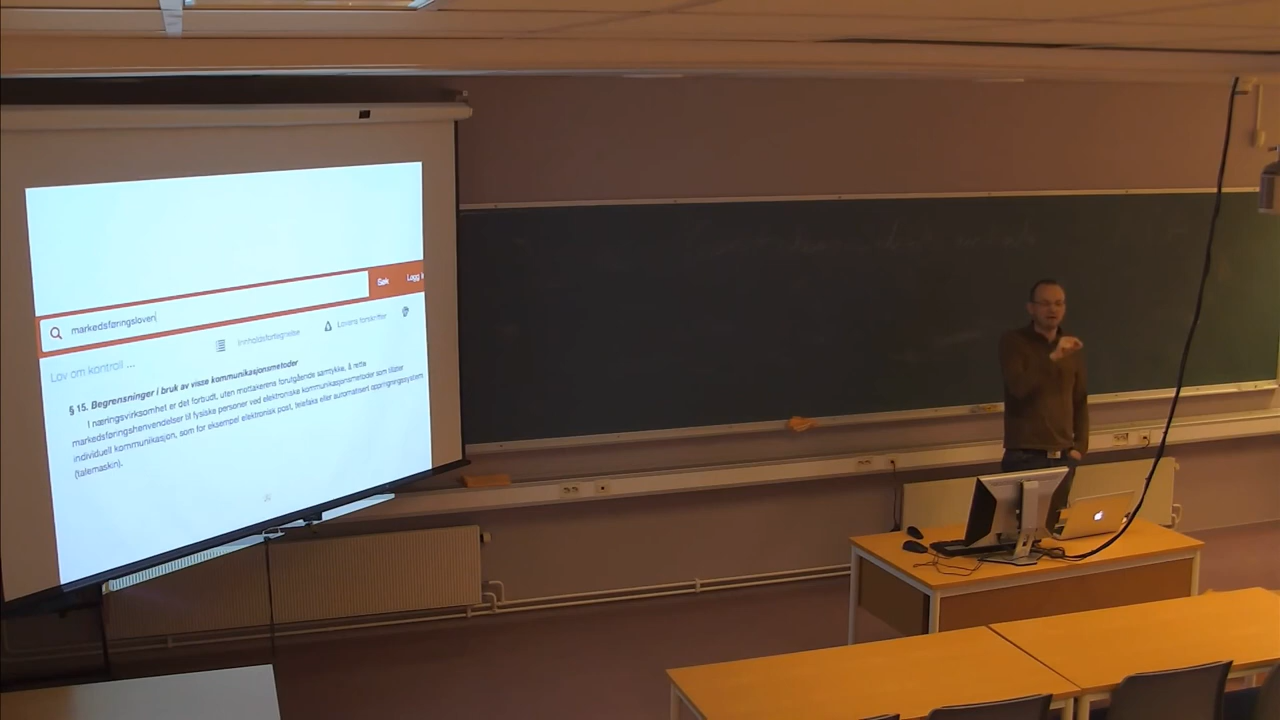 Søk Logg
markedsføringsloven
Innholdsfortegnelse Lovens forskrifter
Lov om kontroll ...
§ 15. Begrensninger i bruk av visse kommunikasjonsmetoder
I næringsvirksomhet er det forbudt, uten mottakerens forutgående samtykke, å rette
markedsføringshenvendelser til fysiske personer ved elektroniske kommunikasjonsmetoder som tillater
individuell kommunikasjon, som for eksempel elektronisk post, telefaks eller automatisert oppringningssystem
(talemaskin).